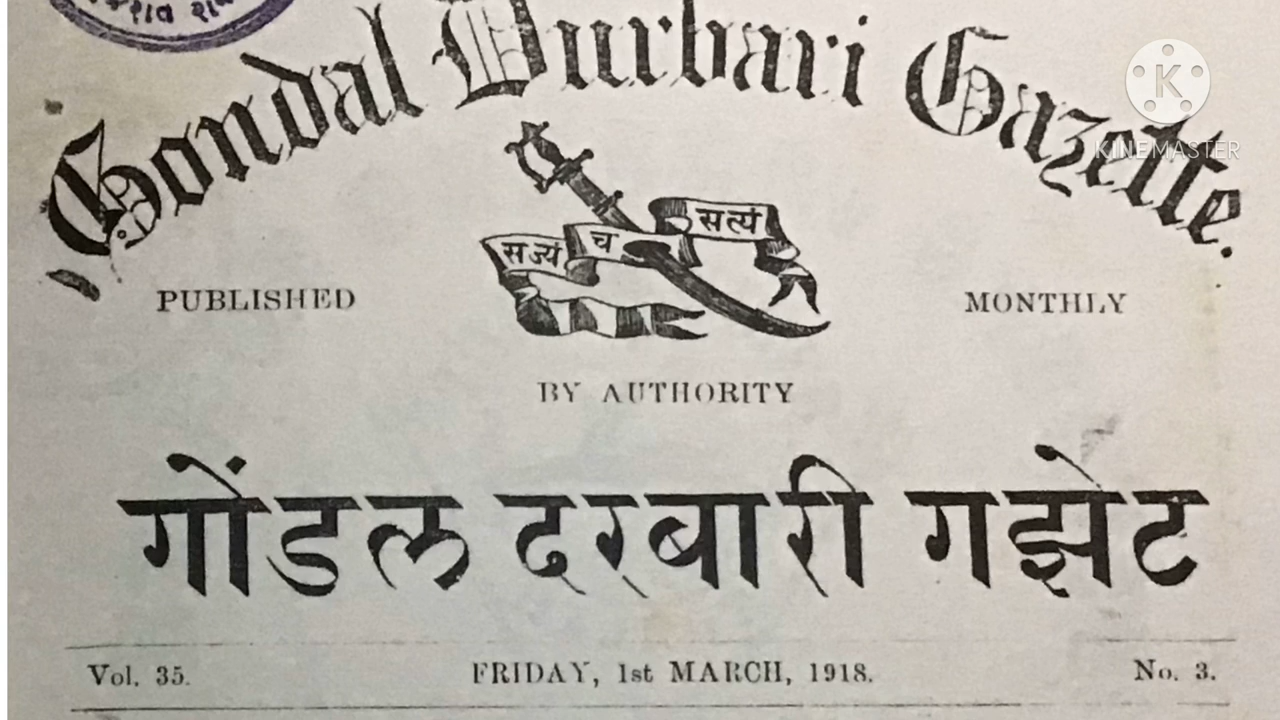 Gondal Durbari Gazette.
सज्यं च सत्यं
PUBLISHED MONTHLY
BY AUTHORITY
गोंडल दरबारी गझेट
Vol. 35. FRIDAY, 1st MARCH, 1918. No. 3.
K
KINEMASTER